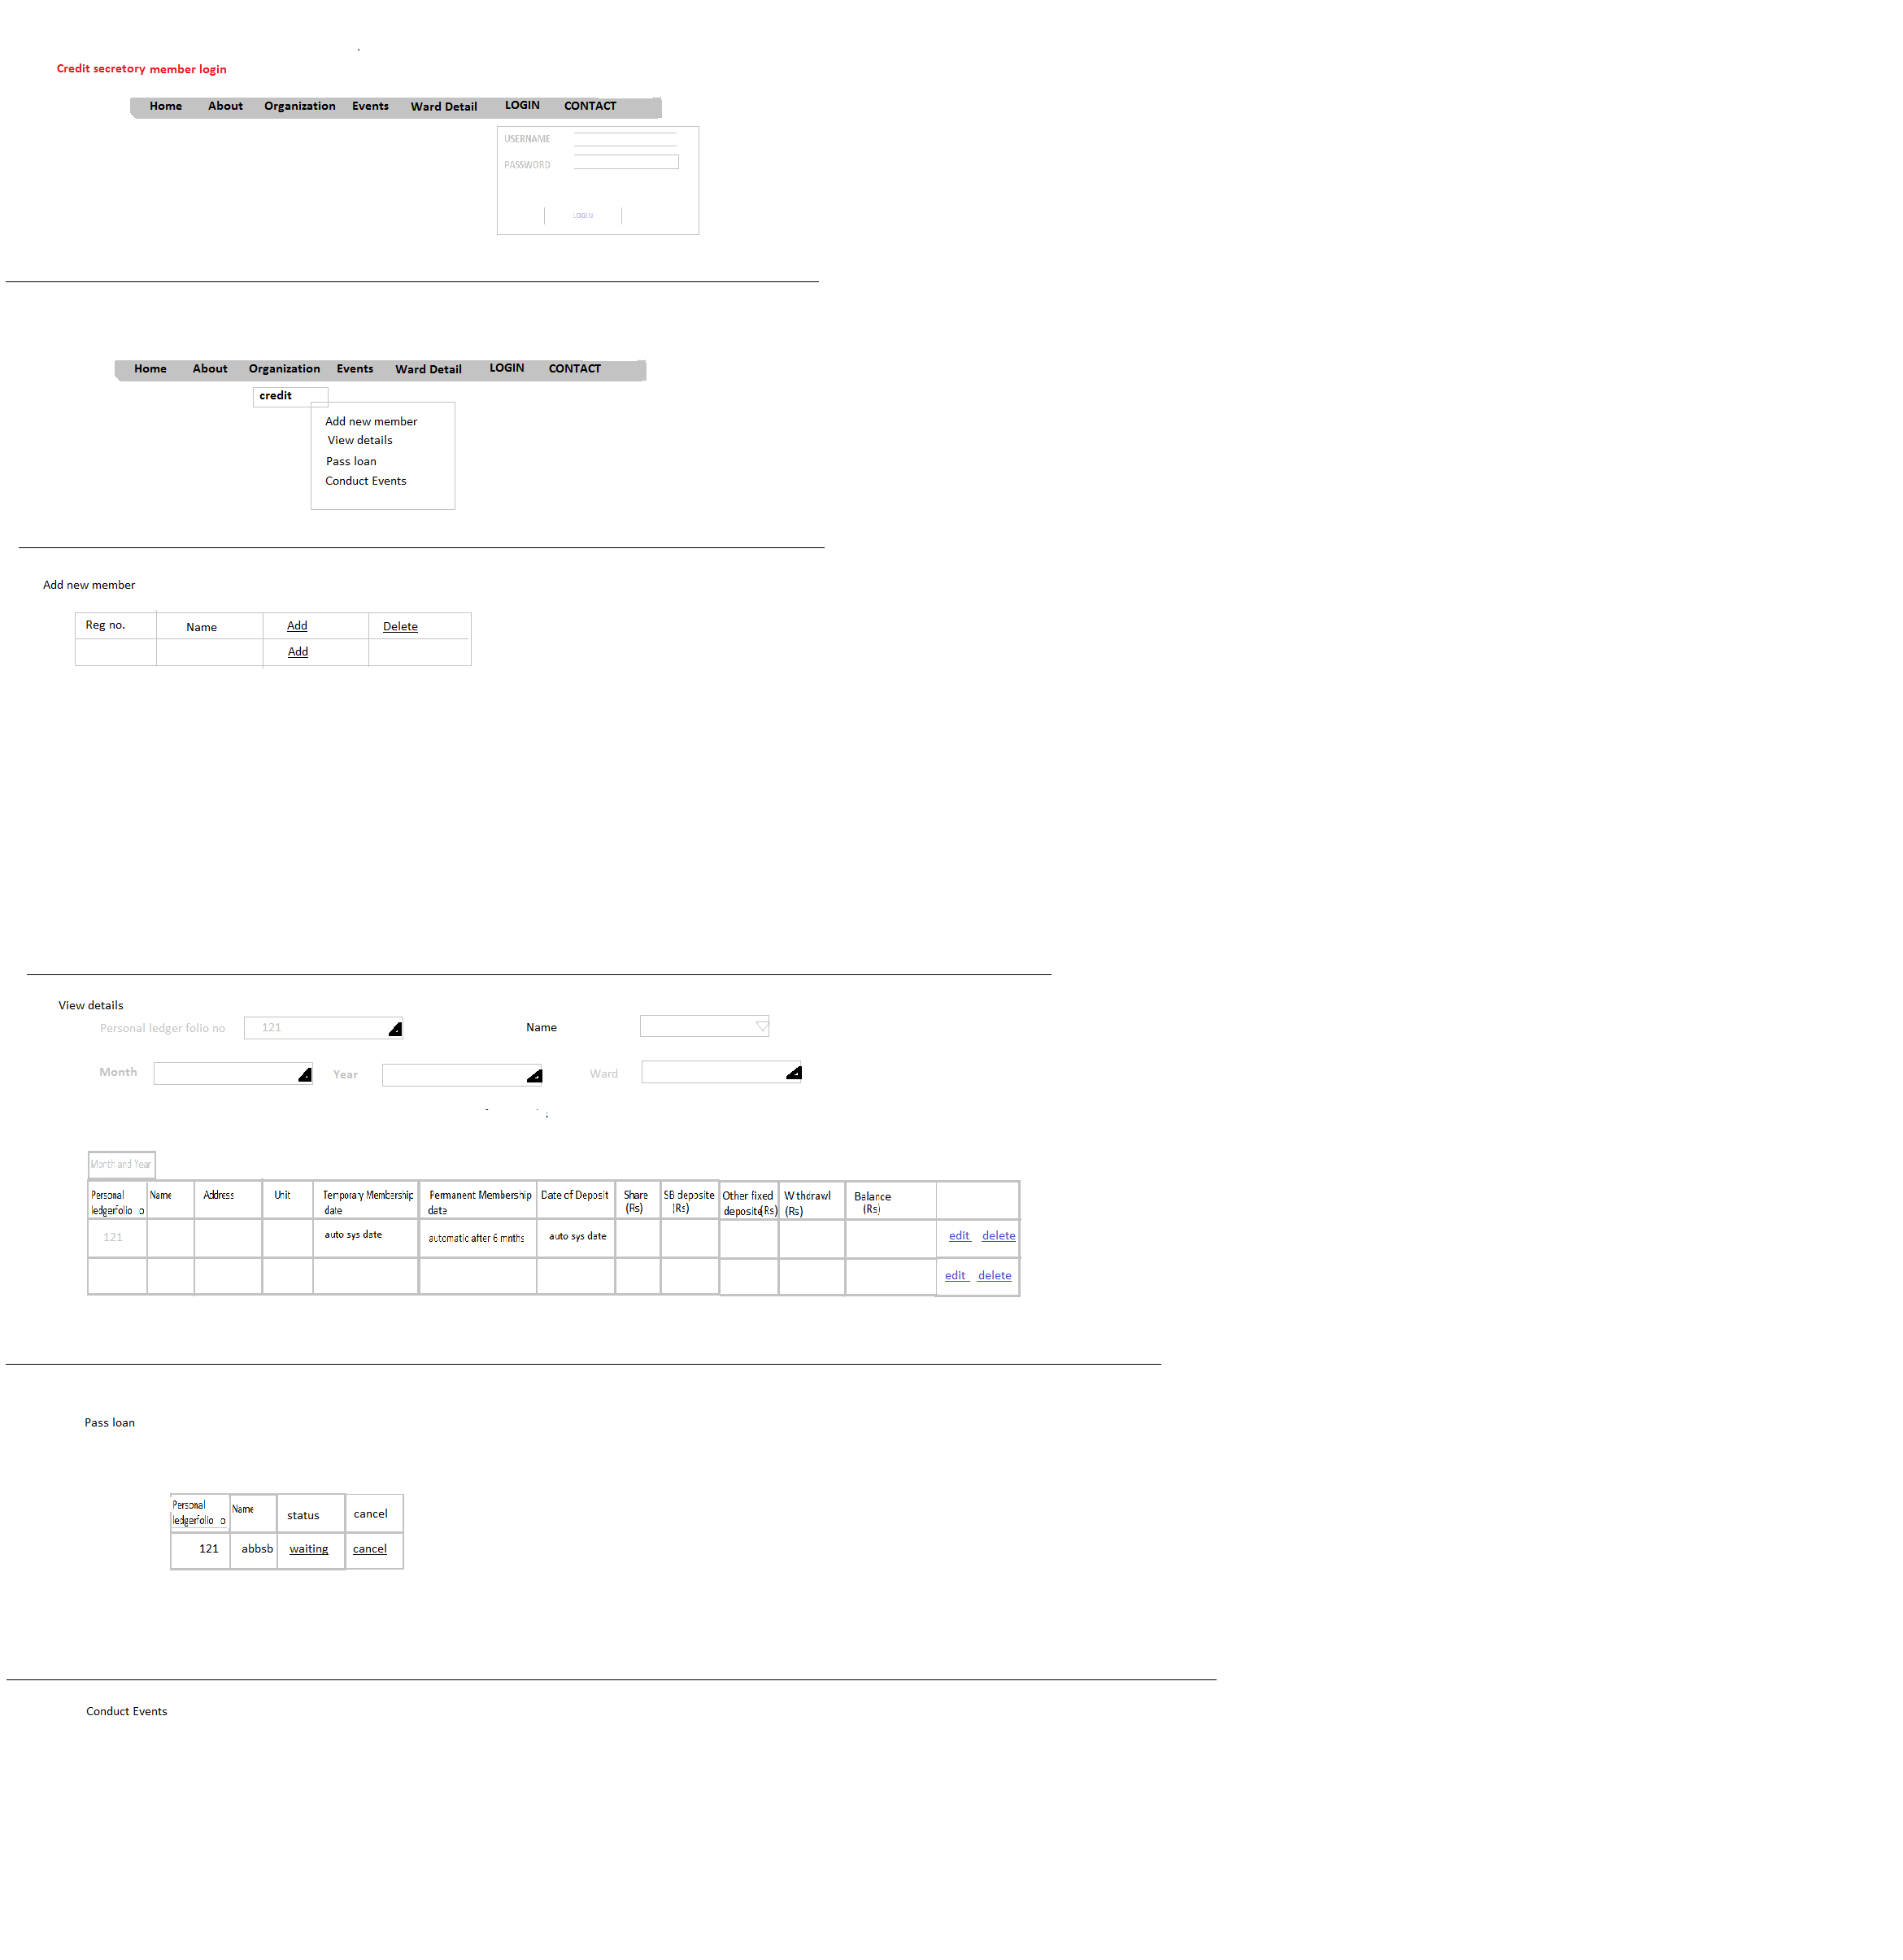 Credit secretory member login
Home About Organization Events Ward Detail LOGIN CONTACT
USERNAME
PASSWORD
LOGIN
Home About Organization Events Ward Detail LOGIN CONTACT
credit
Add new member
View details
Pass loan
Conduct Events
Add new member
Reg no. Name Add Delete
Add
View details
Personal ledger folio no 121 Name
Month Year Ward
Month and Year
Personal Name Address Unit Temporary Membership Permanent Membership Date of Deposit Share SB deposite Other fixed Withdrawl Balance
ledgerfolio o date date (Rs) (Rs) deposite(Rs) (Rs) (Rs)
121 auto sys date automatic after 6 mnths auto sys date edit delete
edit delete
Pass loan
Personal Name status cancel
ledgerfolio o
121 abbsb waiting cancel
Conduct Events